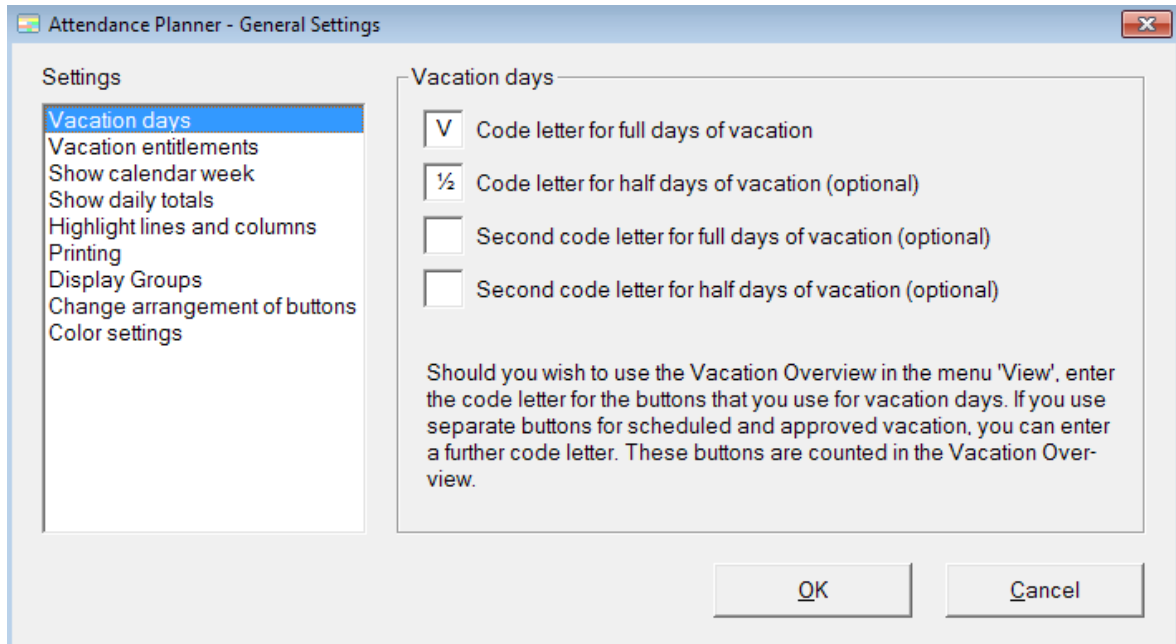 Attendance Planner - General Settings
Settings
Vacation days
Vacation entitlements
Show calendar week
Show daily totals
Highlight lines and columns
Printing
Display Groups
Change arrangement of buttons
Color settings
Vacation days
V Code letter for full days of vacation
½ Code letter for half days of vacation (optional)
Second code letter for full days of vacation (optional)
Second code letter for half days of vacation (optional)
Should you wish to use the Vacation Overview in the menu 'View', enter
the code letter for the buttons that you use for vacation days. If you use
separate buttons for scheduled and approved vacation, you can enter
a further code letter. These buttons are counted in the Vacation Over-
view.
OK
Cancel